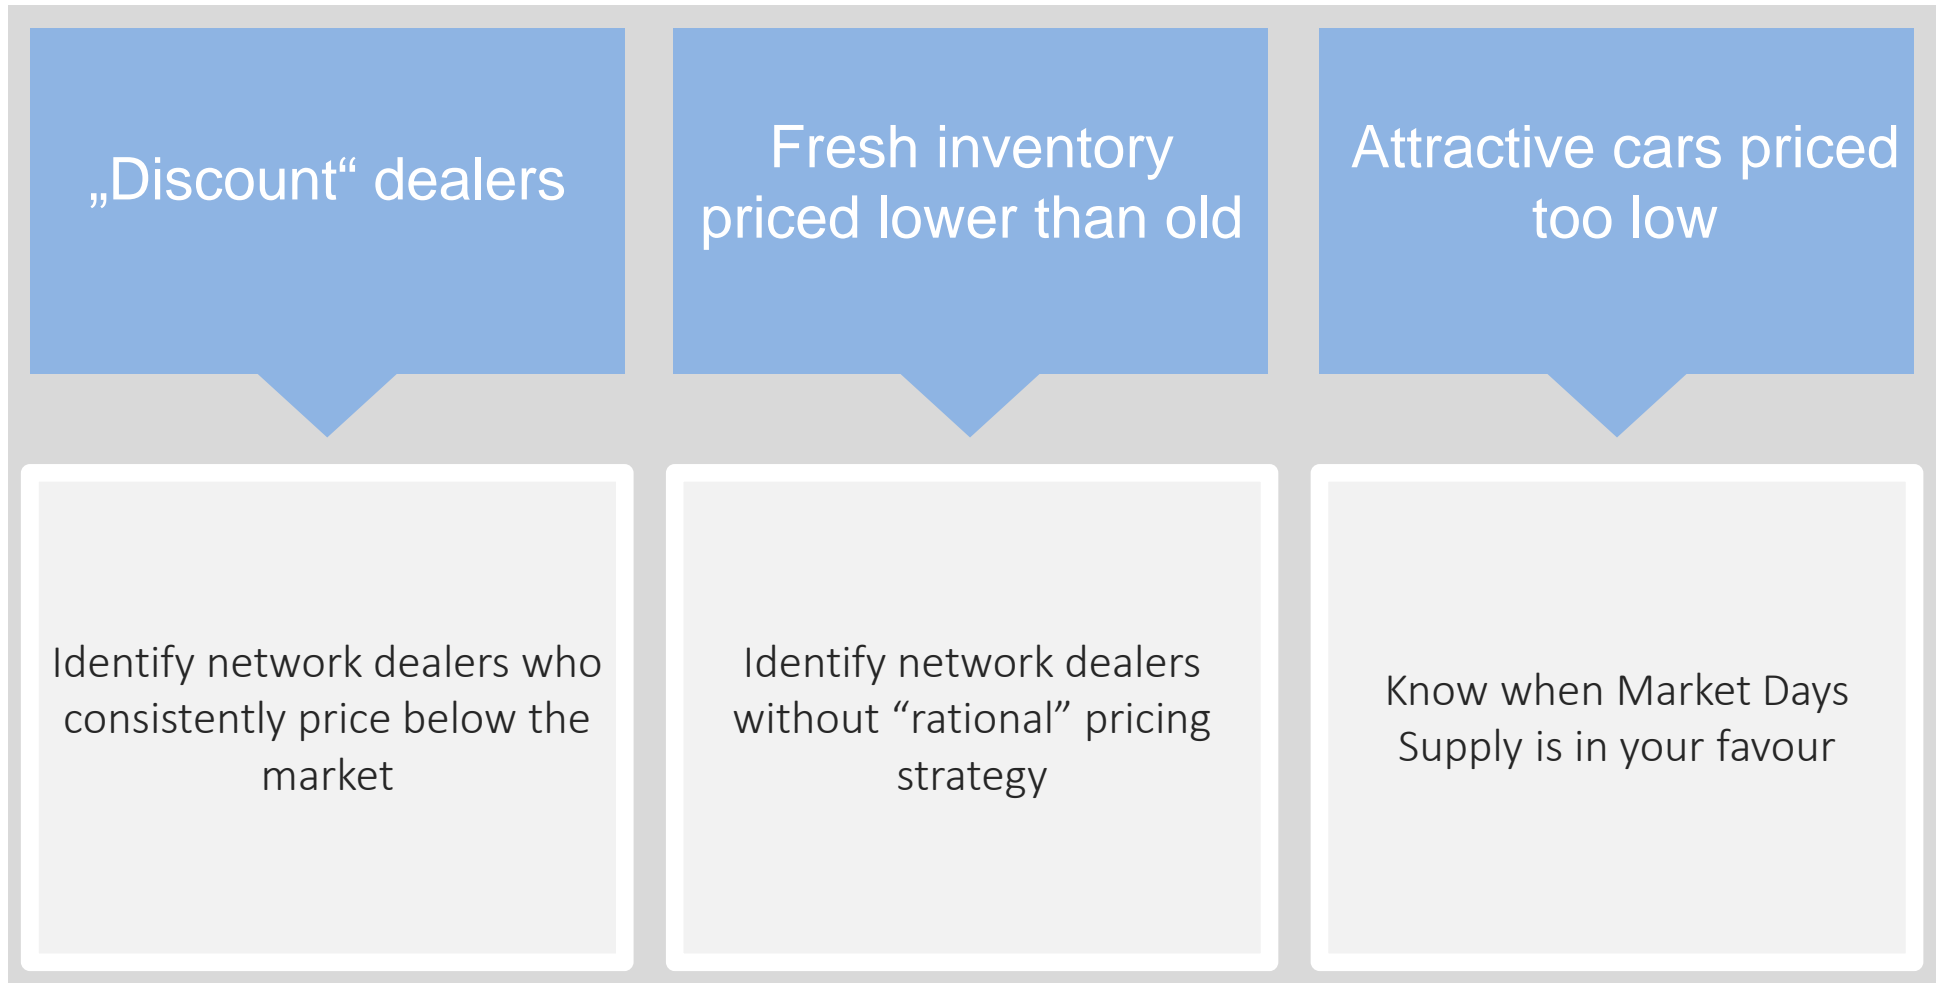 „Discount“ dealers
Fresh inventory
priced lower than old
Attractive cars priced
too low
Identify network dealers who
consistently price below the
market
Identify network dealers
without “rational” pricing
strategy
Know when Market Days
Supply is in your favour